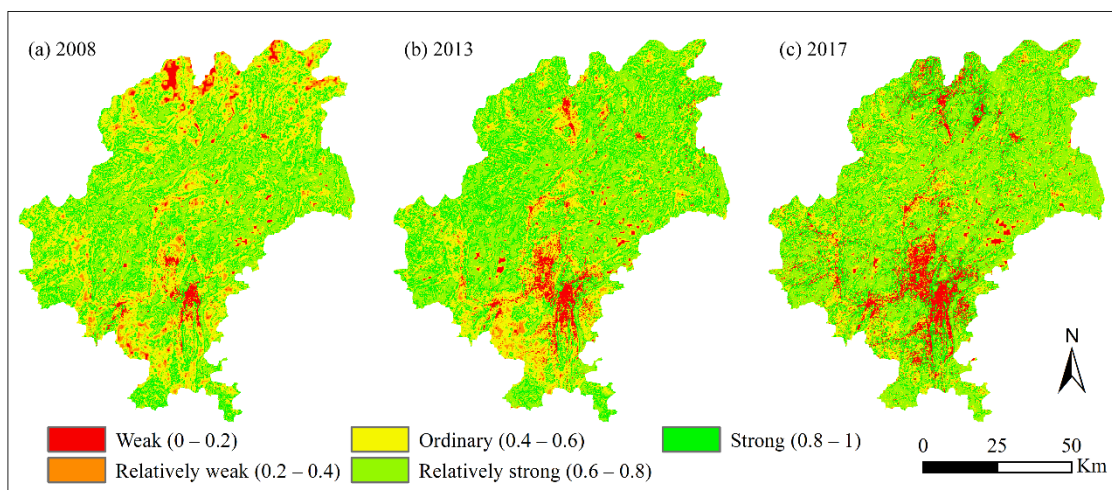 (a) 2008
(b) 2013
(c) 2017
N
Weak (0 – 0.2)
Ordinary (0.4 – 0.6)
Strong (0.8 – 1)
Relatively weak (0.2 – 0.4)
Relatively strong (0.6 – 0.8)
0 25 50
Km